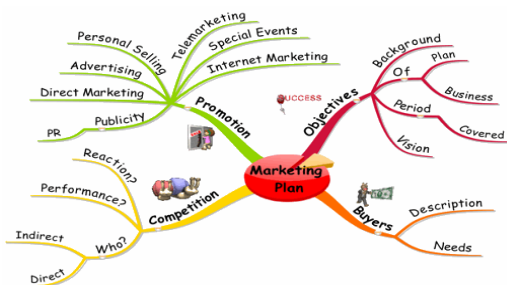 Marketing
Plan
Promotion
Telemarketing
Special Events
Internet Marketing
Personal Selling
Advertising
Direct Marketing
Publicity
PR
SUCCESS
Objectives
Background
Of
Plan
Business
Period
Covered
Vision
Competition
Reaction?
Performance?
Who?
Indirect
Direct
Buyers
Description
Needs